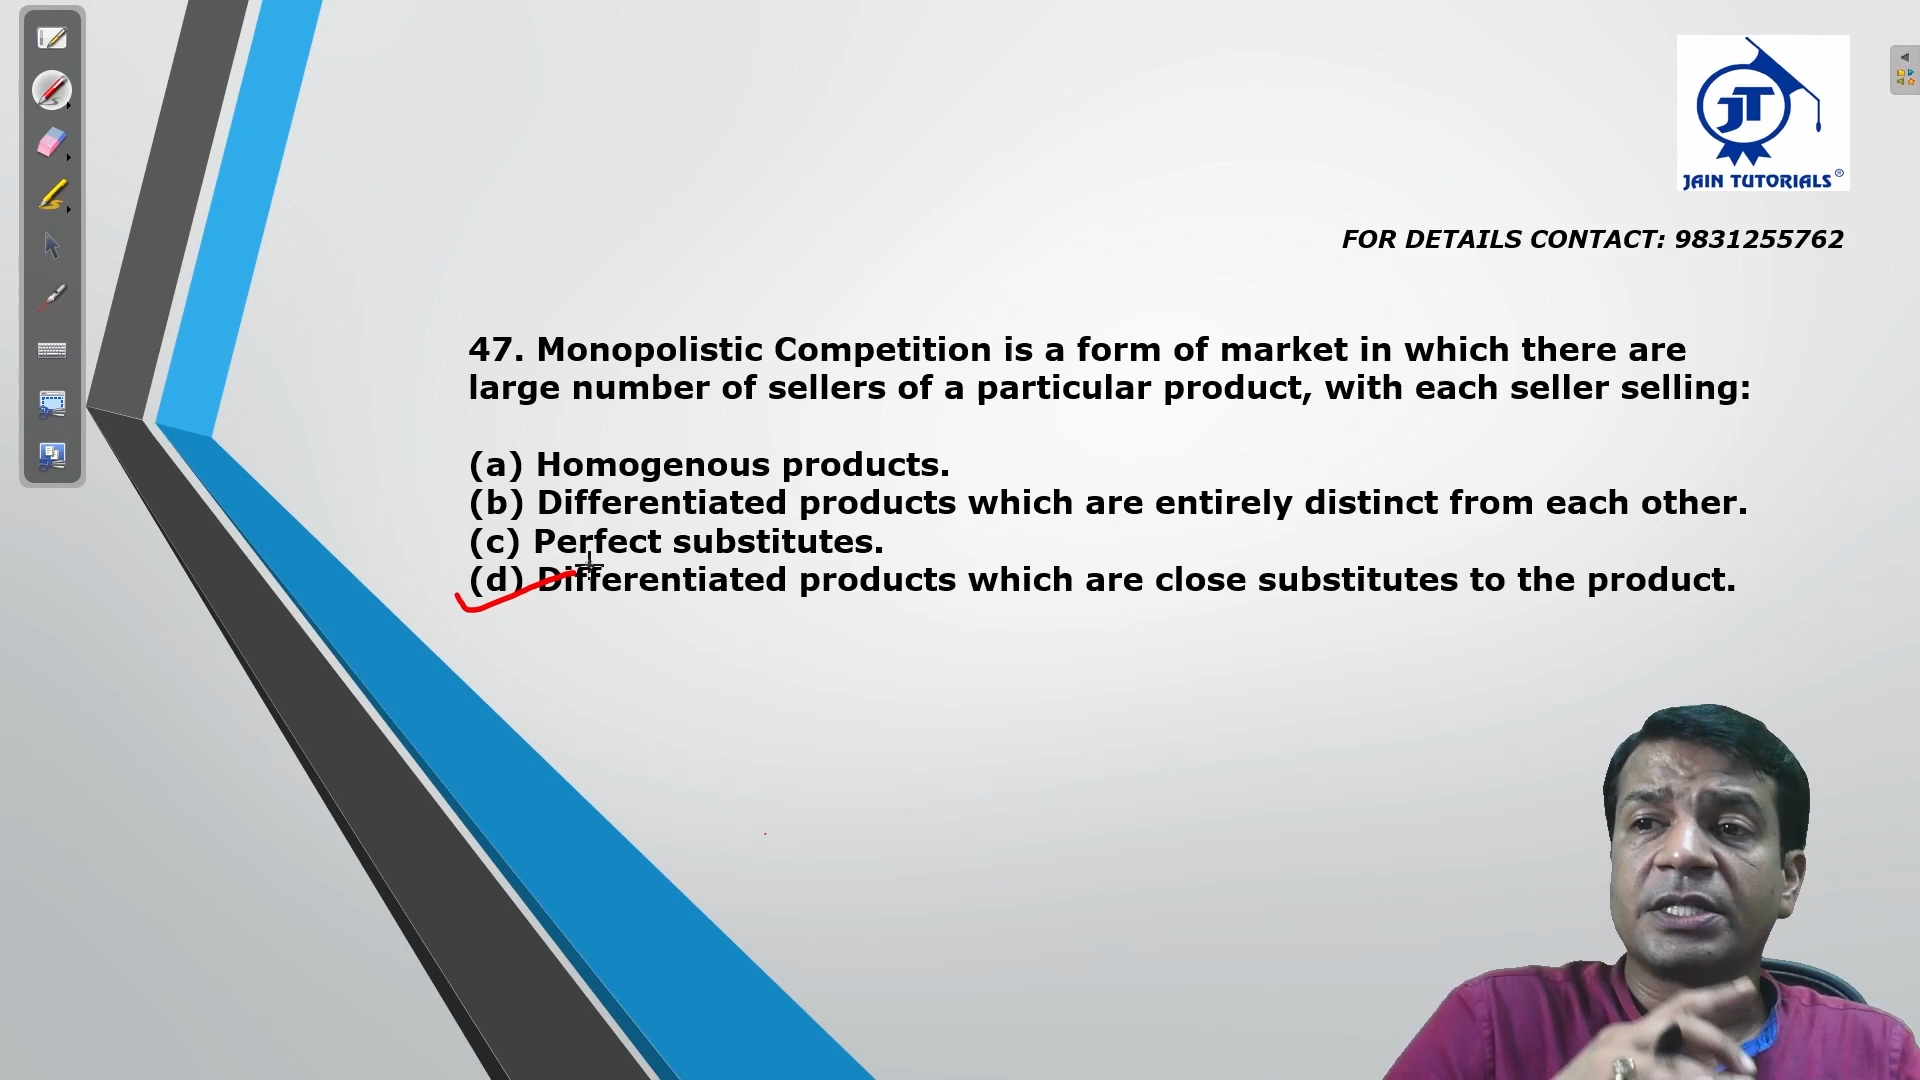 JT
JAIN TUTORIALS®
FOR DETAILS CONTACT: 9831255762
47. Monopolistic Competition is a form of market in which there are
large number of sellers of a particular product, with each seller selling:
(a) Homogenous products.
(b) Differentiated products which are entirely distinct from each other.
(c) Perfect substitutes.
(d) Differentiated products which are close substitutes to the product.